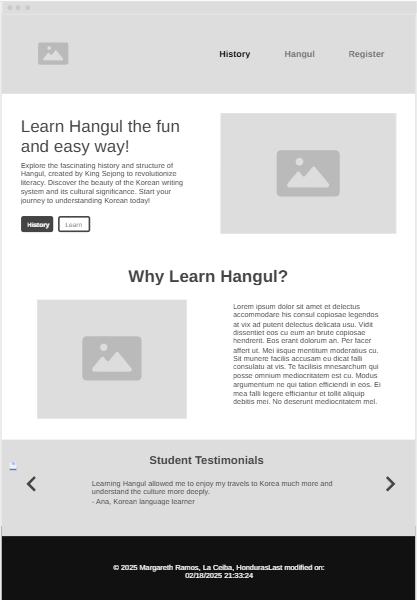 History Hangul Register
Learn Hangul the fun
and easy way!
Explore the fascinating history and structure of
Hangul, created by King Sejong to revolutionize
literacy. Discover the beauty of the Korean writing
system and its cultural significance. Start your
journey to understanding Korean today!
History Learn
Why Learn Hangul?
Lorem ipsum dolor sit amet et delectus
accommodare his consul copiosae legendos
at vix ad putent delectus delicata usu. Vidit
dissentiet eos cu eum an brute copiosae
hendrerit. Eos erant dolorum an. Per facer
affert ut. Mei iisque mentitum moderatius cu.
Sit munere facilis accusam eu dicat falli
consulatu at vis. Te facilisis mnesarchum qui
posse omnium mediocritatem est cu. Modus
argumentum ne qui tation efficiendi in eos. Ei
mea falli legere efficiantur et tollit aliquip
debitis mei. No deserunt mediocritatem mel.
Student Testimonials
Learning Hangul allowed me to enjoy my travels to Korea much more and
understand the culture more deeply.
- Ana, Korean language learner
© 2025 Margareth Ramos, La Ceiba, HondurasLast modified on:
02/18/2025 21:33:24